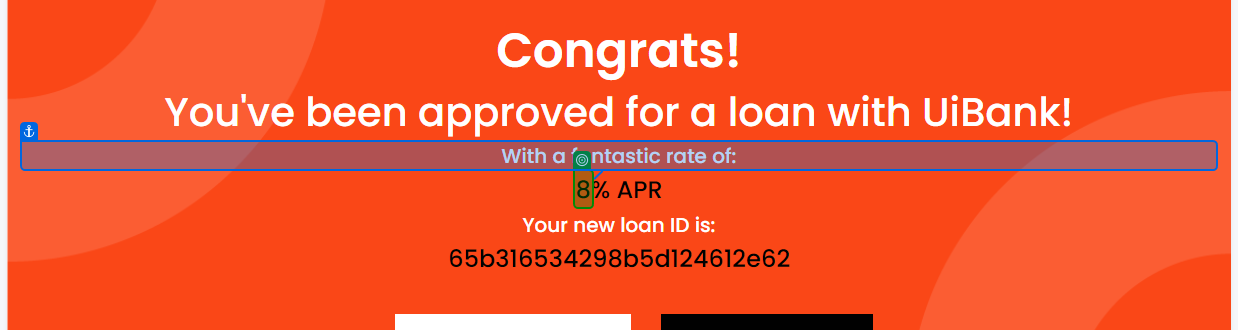 Congrats!
You've been approved for a loan with UiBank!
With a fantastic rate of:
8% APR
Your new loan ID is:
65b316534298b5d124612e62